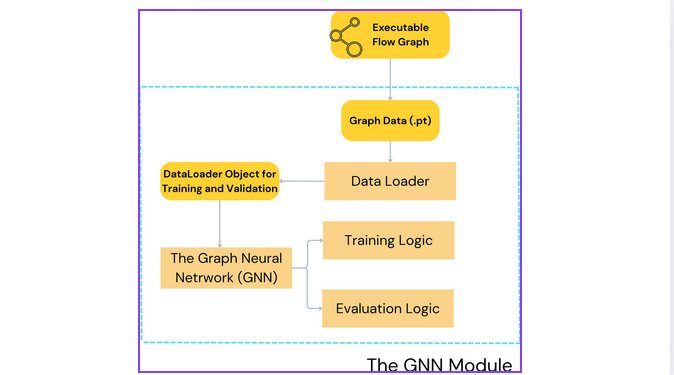 Executable
Flow Graph
Graph Data (.pt)
Data Loader
DataLoader Object for
Training and Validation
The Graph Neural
Netrwork (GNN)
Training Logic
Evaluation Logic
The GNN Module